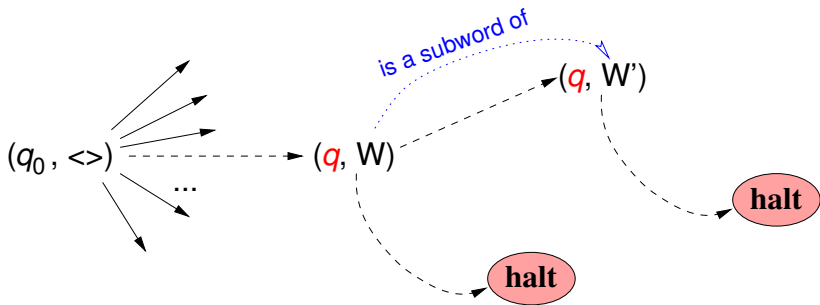 is a subword of
(q, W')
(q₀, <>)
(q, W)
...
halt
halt